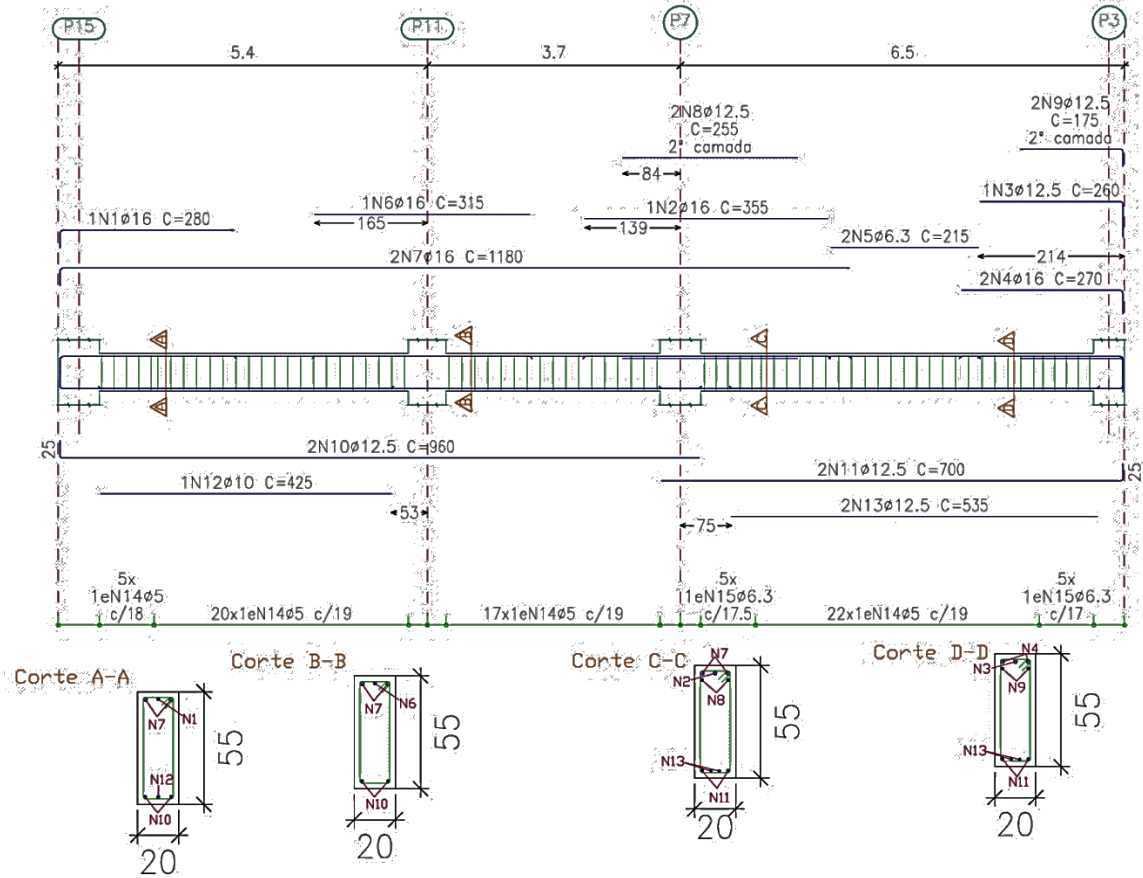 P15
P11
P7
P3
5.4
3.7
6.5
2N8ø12.5
C=255
2ª camada
84
2N9ø12.5
C=175
2ª camada
1N1ø16 C=280
1N6ø16 C=315
165
1N2ø16 C=355
139
1N3ø12.5 C=260
2N5ø6.3 C=215
214
2N7ø16 C=1180
2N4ø16 C=270
A
B
C
D
A
B
C
D
25
2N10ø12.5 C=960
2N11ø12.5 C=700
25
1N12ø10 C=425
53
75
2N13ø12.5 C=535
5x
1eN14ø5
c/18
20x1eN14ø5 c/19
17x1eN14ø5 c/19
5x
1eN15ø6.3
c/17.5
22x1eN14ø5 c/19
5x
1eN15ø6.3
c/17
Corte A-A
N7
N1
N12
N10
55
20
Corte B-B
N7
N6
N10
55
20
Corte C-C
N7
N2
N8
N13
N11
55
20
Corte D-D
N4
N3
N9
N13
N11
55
20